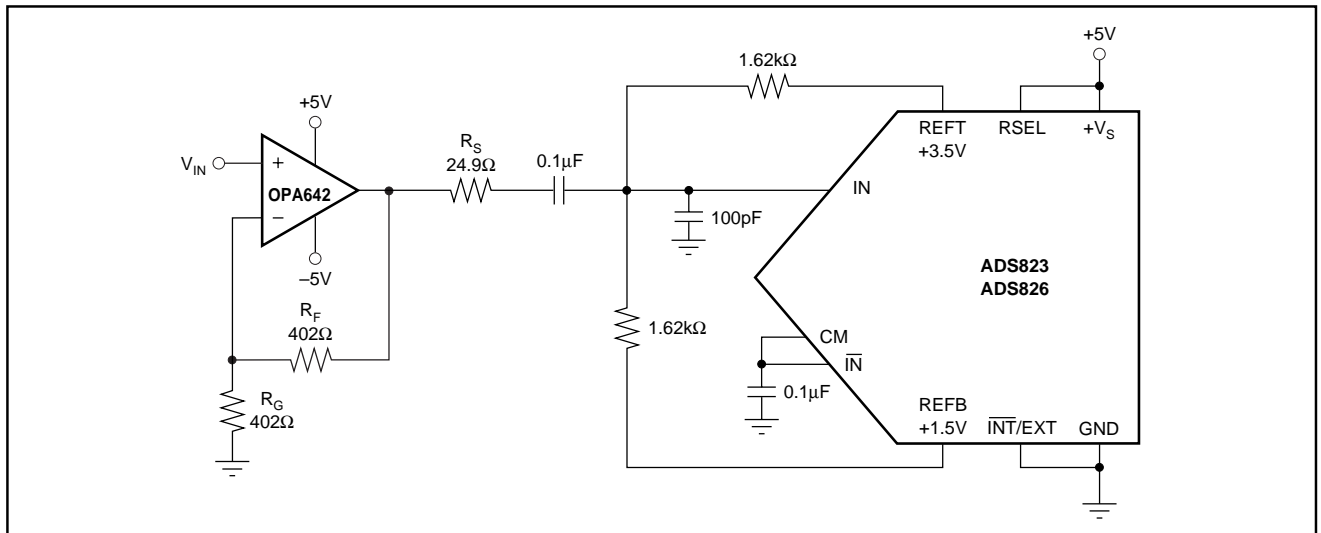 +5V
1.62kΩ
+5V
REFT
+3.5V
RSEL
+VS
RS
24.9Ω
0.1µF
VIN
+
OPA642
–
IN
100pF
–5V
ADS823
ADS826
RF
402Ω
1.62kΩ
CM
IN
0.1µF
RG
402Ω
REFB
+1.5V
INT/EXT
GND